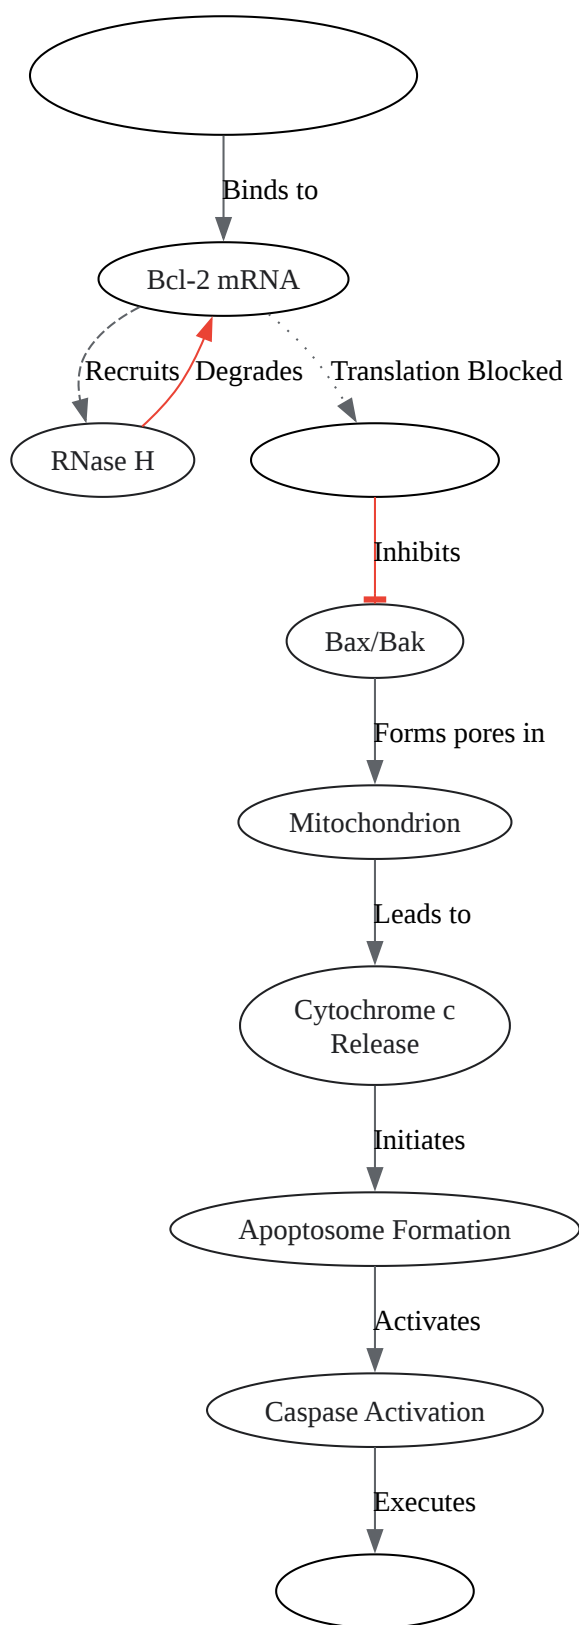 Binds to
Bcl-2 mRNA
Recruits
Degrades
Translation Blocked
RNase H
Inhibits
Bax/Bak
Forms pores in
Mitochondrion
Leads to
Cytochrome c
Release
Initiates
Apoptosome Formation
Activates
Caspase Activation
Executes